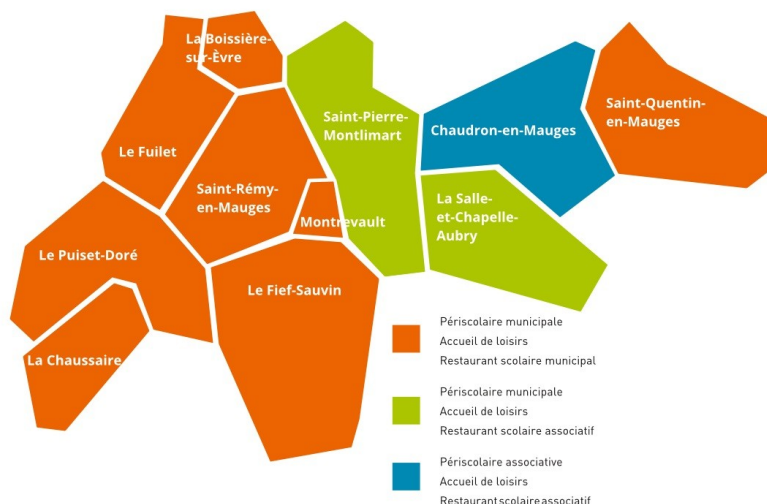 La Boissière-
sur-Èvre
Le Fuilet
Saint-Pierre-
Montlimart
Chaudron-en-Mauges
Saint-Quentin-
en-Mauges
Saint-Rémy-
en-Mauges
Montrevault
La Salle-
et-Chapelle-
Aubry
Le Puiset-Doré
Le Fief-Sauvin
La Chaussaire
Périscolaire municipale
Accueil de loisirs
Restaurant scolaire municipal
Périscolaire municipale
Accueil de loisirs
Restaurant scolaire associatif
Périscolaire associative
Accueil de loisirs
Restaurant scolaire associatif